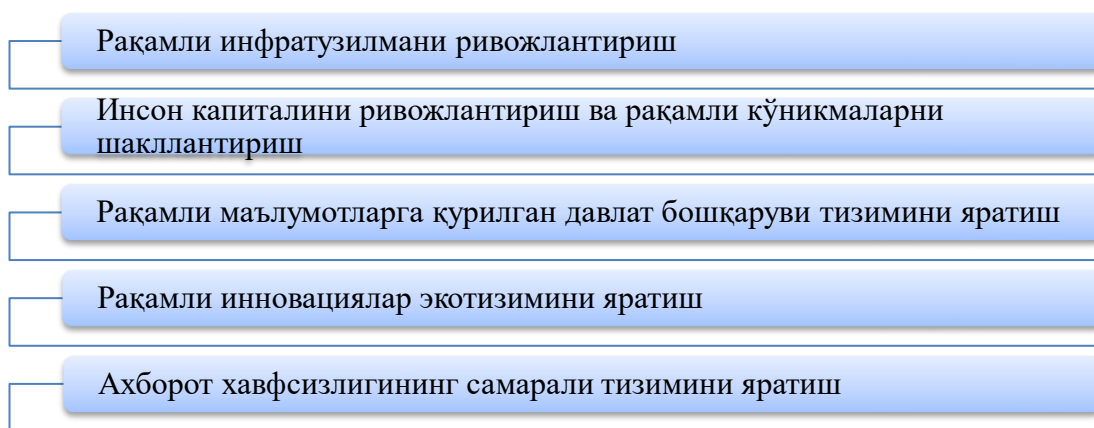 Рақамли инфратузилмани ривожлантириш
Инсон капиталини ривожлантириш ва рақамли кўникмаларни
шакллантириш
Рақамли маълумотларга қурилган давлат бошқаруви тизимини яратиш
Рақамли инновациялар экотизимини яратиш
Ахборот хавфсизлигининг самарали тизимини яратиш